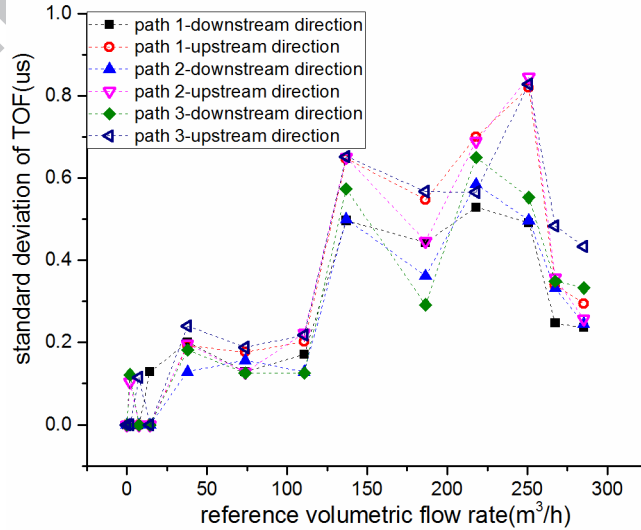 path 1-downstream direction
path 1-upstream direction
path 2-downstream direction
path 2-upstream direction
path 3-downstream direction
path 3-upstream direction
standard deviation of TOF(us)
1.0
0.8
0.6
0.4
0.2
0.0
0 50 100 150 200 250 300
reference volumetric flow rate(m³/h)